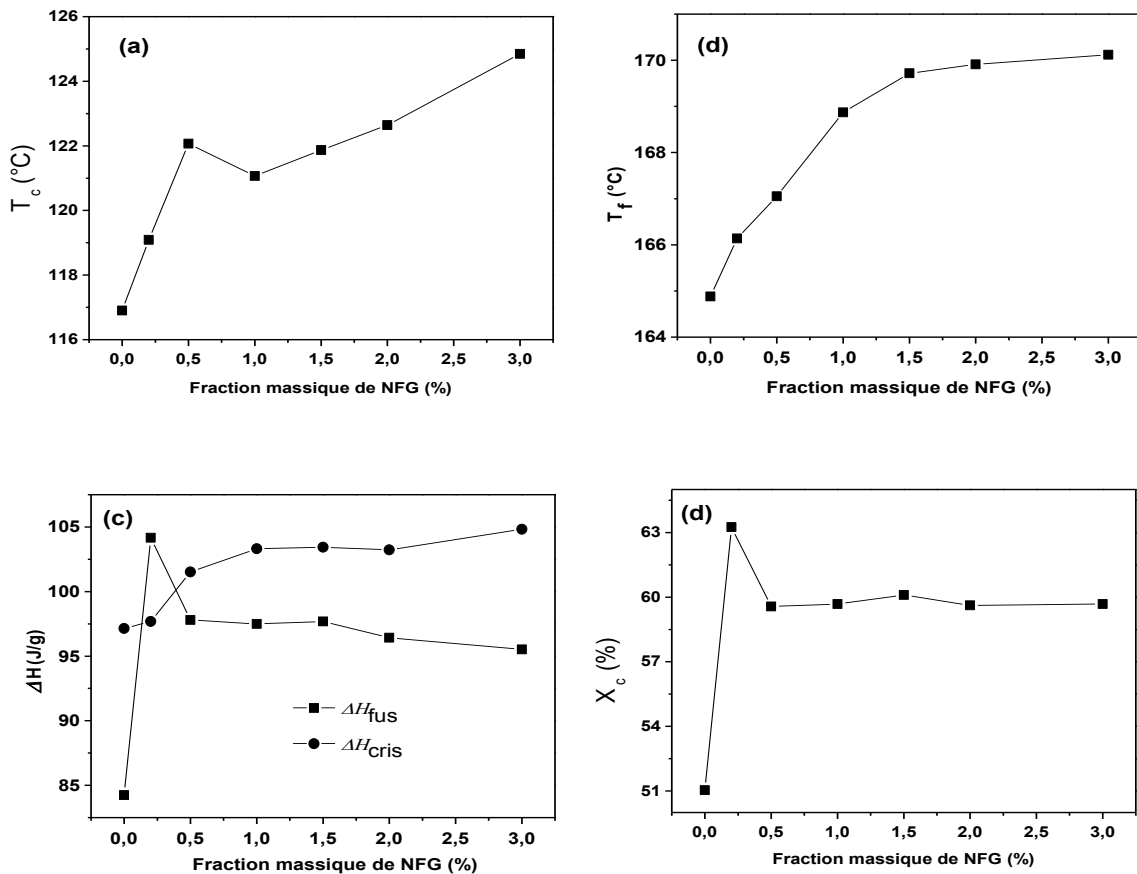 (a)
T_c (°C)
126
124
122
120
118
116
0,0 0,5 1,0 1,5 2,0 2,5 3,0
Fraction massique de NFG (%)
(d)
T_f (°C)
170
168
166
164
0,0 0,5 1,0 1,5 2,0 2,5 3,0
Fraction massique de NFG (%)
(c)
ΔH (J/g)
105
100
95
90
85
ΔH_fus
ΔH_cris
0,0 0,5 1,0 1,5 2,0 2,5 3,0
Fraction massique de NFG (%)
(d)
X_c (%)
63
60
57
54
51
0,0 0,5 1,0 1,5 2,0 2,5 3,0
Fraction massique de NFG (%)